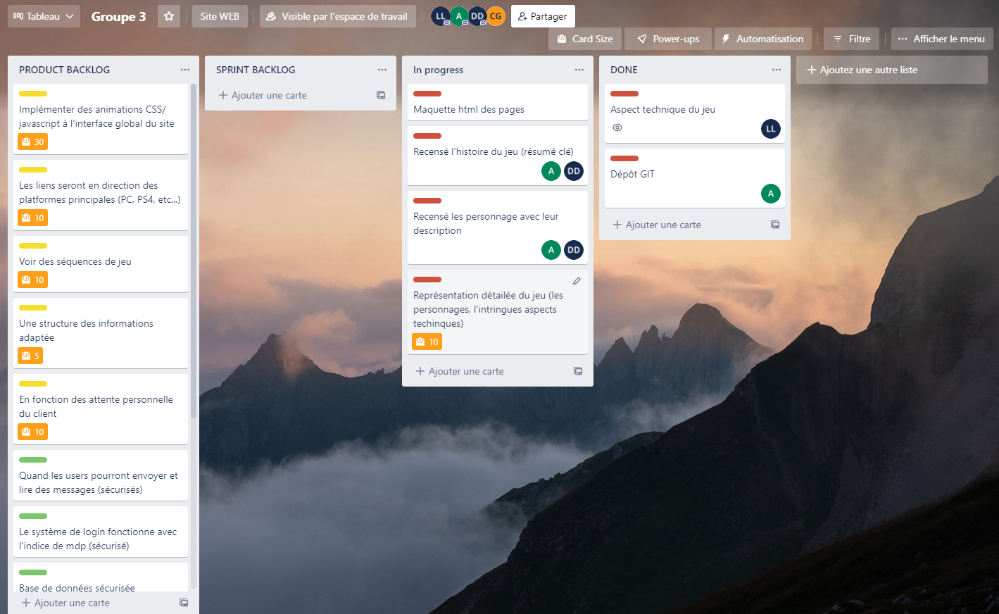 Tableau
Groupe 3
Site WEB
Visible par l'espace de travail
LL
A
DD
CG
Partager
Card Size
Power-ups
Automatisation
Filtre
Afficher le menu
PRODUCT BACKLOG
Implémenter des animations CSS/
javascript à l'interface global du site
30
Les liens seront en direction des
platformes principales (PC, PS4, etc...)
10
Voir des séquences de jeu
10
Une structure des informations
adaptée
5
En fonction des attente personnelle
du client
10
Quand les users pourront envoyer et
lire des messages (sécurisés)
Le système de login fonctionne avec
l'indice de mdp (sécurisé)
Base de données sécurisée
Ajouter une carte
SPRINT BACKLOG
Ajouter une carte
In progress
Maquette html des pages
Recensé l'histoire du jeu (résumé clé)
A
DD
Recensé les personnage avec leur
description
A
DD
Représentation détailée du jeu (les
personnages, l'intringues aspects
techinques)
10
Ajouter une carte
DONE
Aspect technique du jeu
LL
Dépôt GIT
A
Ajouter une carte
Ajoutez une autre liste